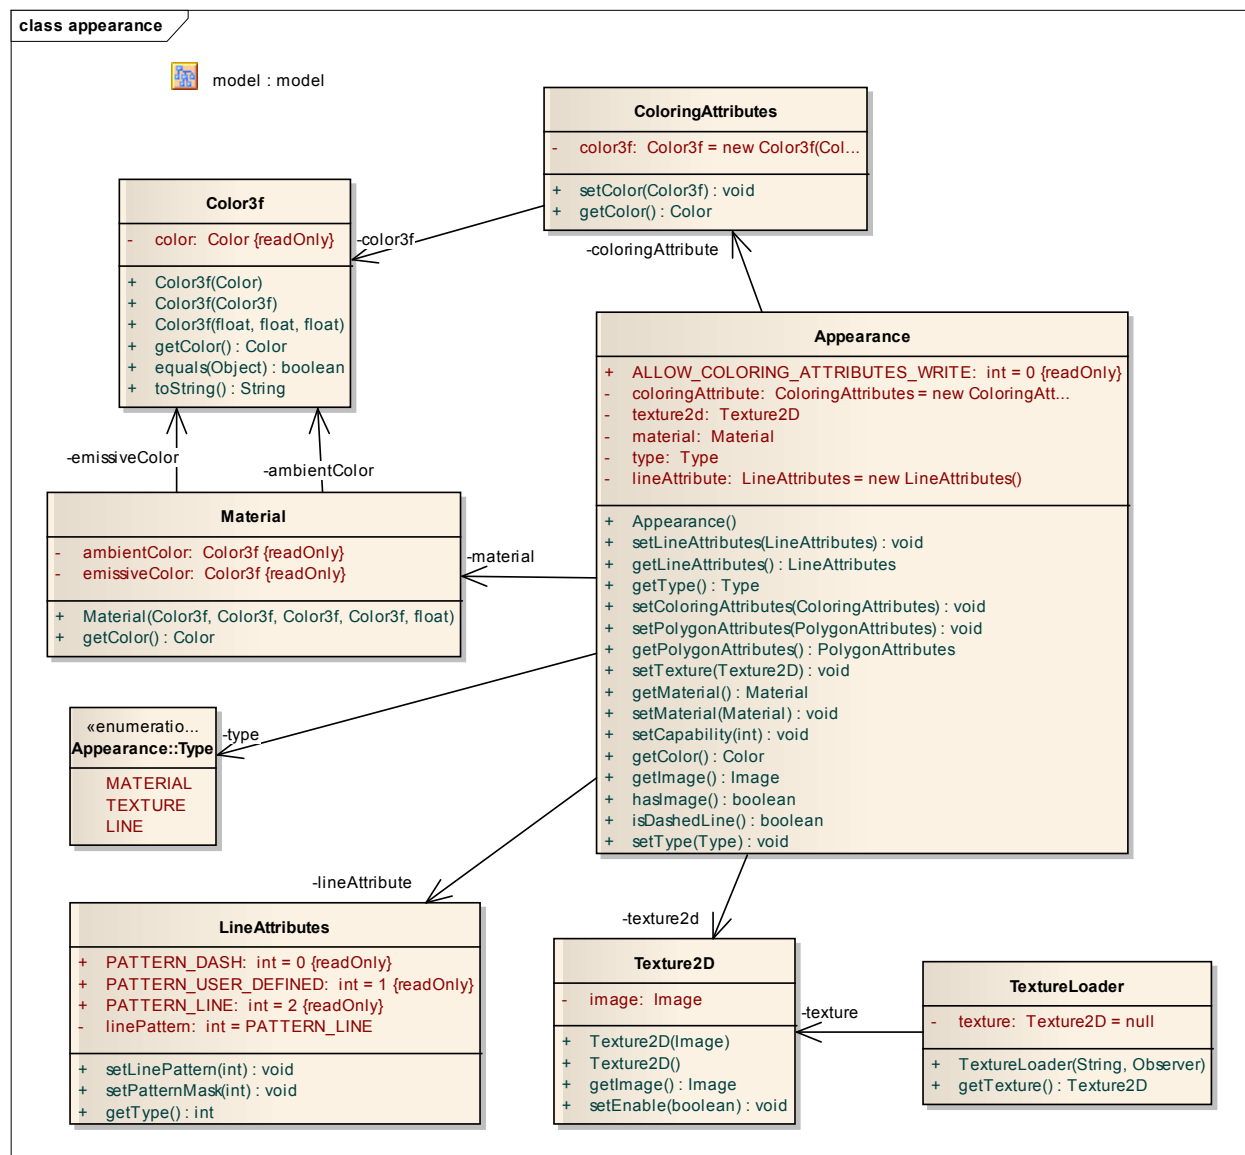 class appearance
model : model
ColoringAttributes
- color3f: Color3f = new Color3f(Col...
+ setColor(Color3f) : void
+ getColor() : Color
Color3f
- color: Color {readOnly}
+ Color3f(Color)
+ Color3f(Color3f)
+ Color3f(float, float, float)
+ getColor() : Color
+ equals(Object) : boolean
+ toString() : String
-color3f
-coloringAttribute
Appearance
+ ALLOW_COLORING_ATTRIBUTES_WRITE: int = 0 {readOnly}
- coloringAttribute: ColoringAttributes = new ColoringAtt...
- texture2d: Texture2D
- material: Material
- type: Type
- lineAttribute: LineAttributes = new LineAttributes()
+ Appearance()
+ setLineAttributes(LineAttributes) : void
+ getLineAttributes() : LineAttributes
+ getType() : Type
+ setColoringAttributes(ColoringAttributes) : void
+ setPolygonAttributes(PolygonAttributes) : void
+ getPolygonAttributes() : PolygonAttributes
+ setTexture(Texture2D) : void
+ getMaterial() : Material
+ setMaterial(Material) : void
+ setCapability(int) : void
+ getColor() : Color
+ getImage() : Image
+ hasImage() : boolean
+ isDashedLine() : boolean
+ setType(Type) : void
-emissiveColor
-ambientColor
Material
- ambientColor: Color3f {readOnly}
- emissiveColor: Color3f {readOnly}
+ Material(Color3f, Color3f, Color3f, Color3f, float)
+ getColor() : Color
-material
«enumeratio...
Appearance::Type
MATERIAL
TEXTURE
LINE
-type
-lineAttribute
LineAttributes
+ PATTERN_DASH: int = 0 {readOnly}
+ PATTERN_USER_DEFINED: int = 1 {readOnly}
+ PATTERN_LINE: int = 2 {readOnly}
- linePattern: int = PATTERN_LINE
+ setLinePattern(int) : void
+ setPatternMask(int) : void
+ getType() : int
-texture2d
Texture2D
- image: Image
+ Texture2D(Image)
+ Texture2D()
+ getImage() : Image
+ setEnable(boolean) : void
-texture
TextureLoader
- texture: Texture2D = null
+ TextureLoader(String, Observer)
+ getTexture() : Texture2D